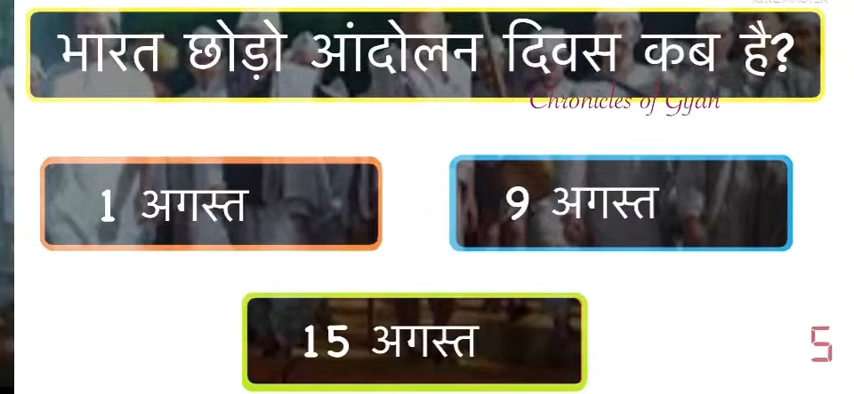 भारत छोड़ो आंदोलन दिवस कब है?
Chronicles of Gyan
1 अगस्त
9 अगस्त
15 अगस्त
5